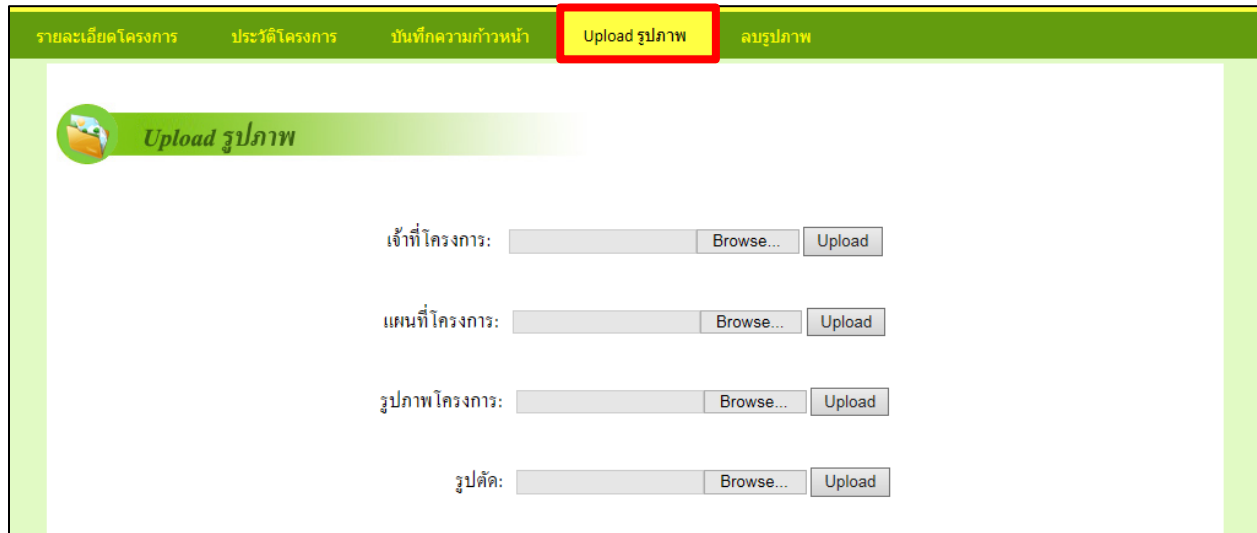 รายละเอียดโครงการ ประวัติโครงการ บันทึกความก้าวหน้า Upload รูปภาพ ลบรูปภาพ
Upload รูปภาพ
เจ้าที่โครงการ: Browse... Upload
แผนที่โครงการ: Browse... Upload
รูปภาพโครงการ: Browse... Upload
รูปตัด: Browse... Upload